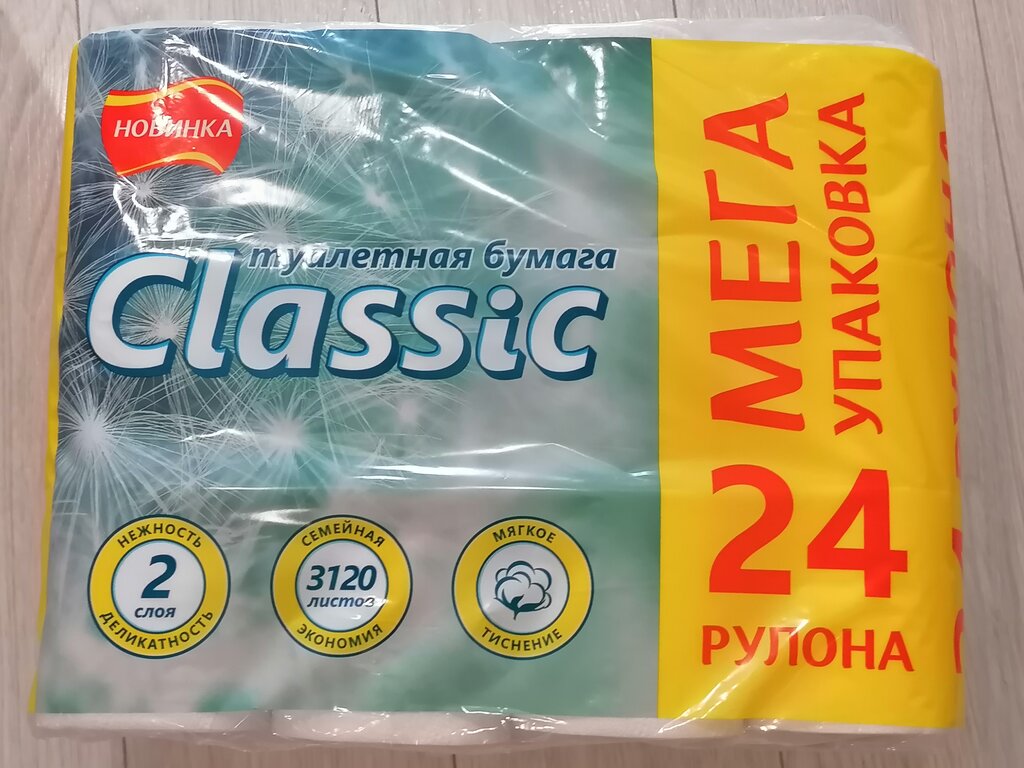 НОВИНКА
туалетная бумага
Classic
НЕЖНОСТЬ
2
СЛОЯ
ДЕЛИКАТНОСТЬ
СЕМЕЙНАЯ
3120
ЛИСТОВ
ЭКОНОМИЯ
МЯГКОЕ
ТИСНЕНИЕ
МЕГА
УПАКОВКА
24
РУЛОНА